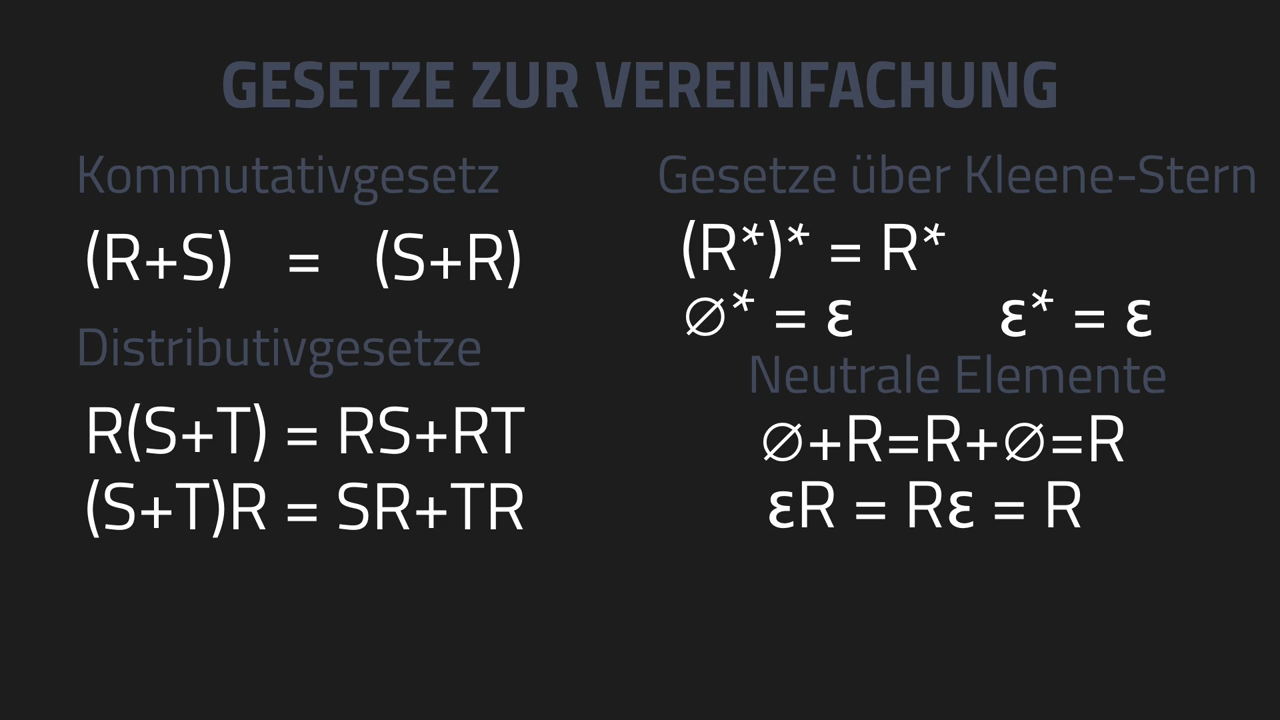 GESETZE ZUR VEREINFACHUNG
Kommutativgesetz
(R+S) = (S+R)
Distributivgesetze
R(S+T) = RS+RT
(S+T)R = SR+TR
Gesetze über Kleene-Stern
(R*)* = R*
∅* = ε ε* = ε
Neutrale Elemente
∅+R=R+∅=R
εR = Rε = R